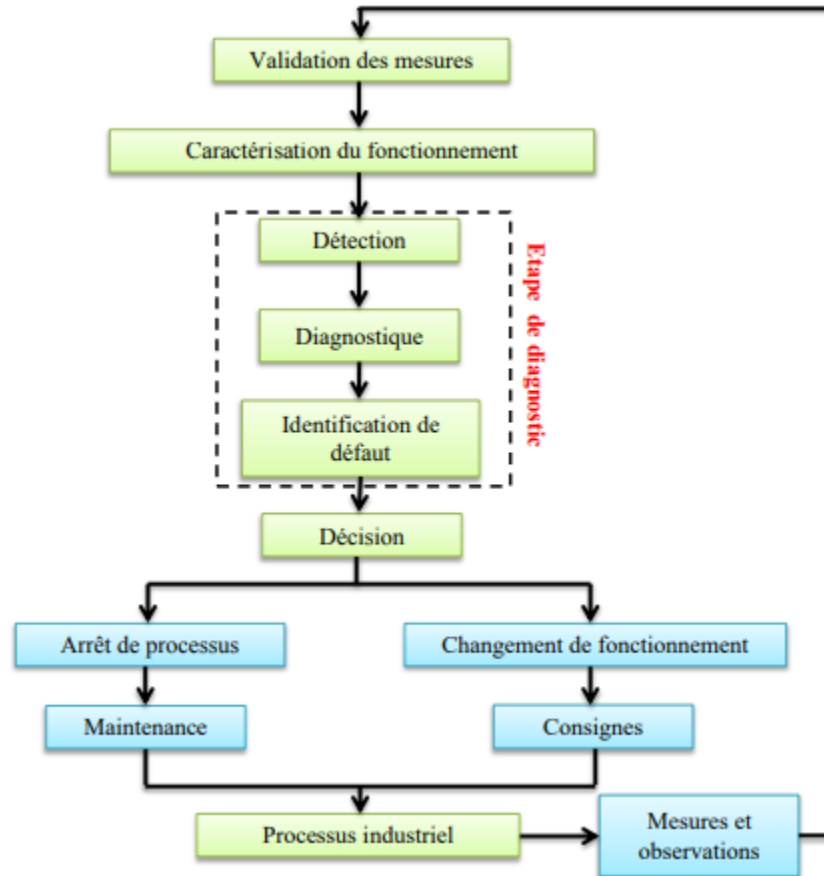 Validation des mesures
Caractérisation du fonctionnement
Détection
Etape de diagnostic
Diagnostique
Identification de
défaut
Décision
Arrêt de processus
Changement de fonctionnement
Maintenance
Consignes
Processus industriel
Mesures et
observations